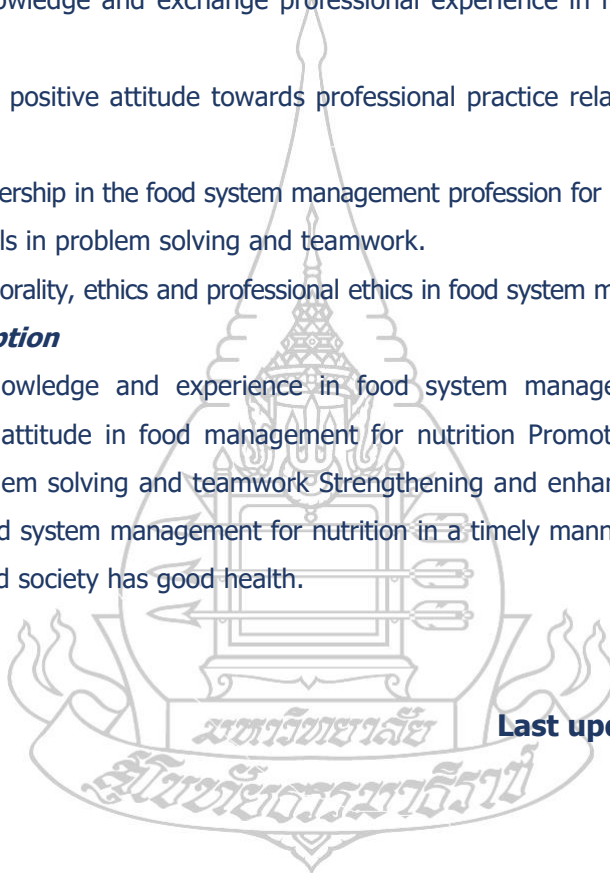 owledge and exchange professional experience in f
positive attitude towards professional practice rela
ership in the food system management profession for
ls in problem solving and teamwork.
orality, ethics and professional ethics in food system m
ption
owledge and experience in food system manage
attitude in food management for nutrition Promot
em solving and teamwork Strengthening and enhan
d system management for nutrition in a timely mann
d society has good health.
มหาวิทยาลัย
Last upd
สุโขทัยธรรมาธิราช